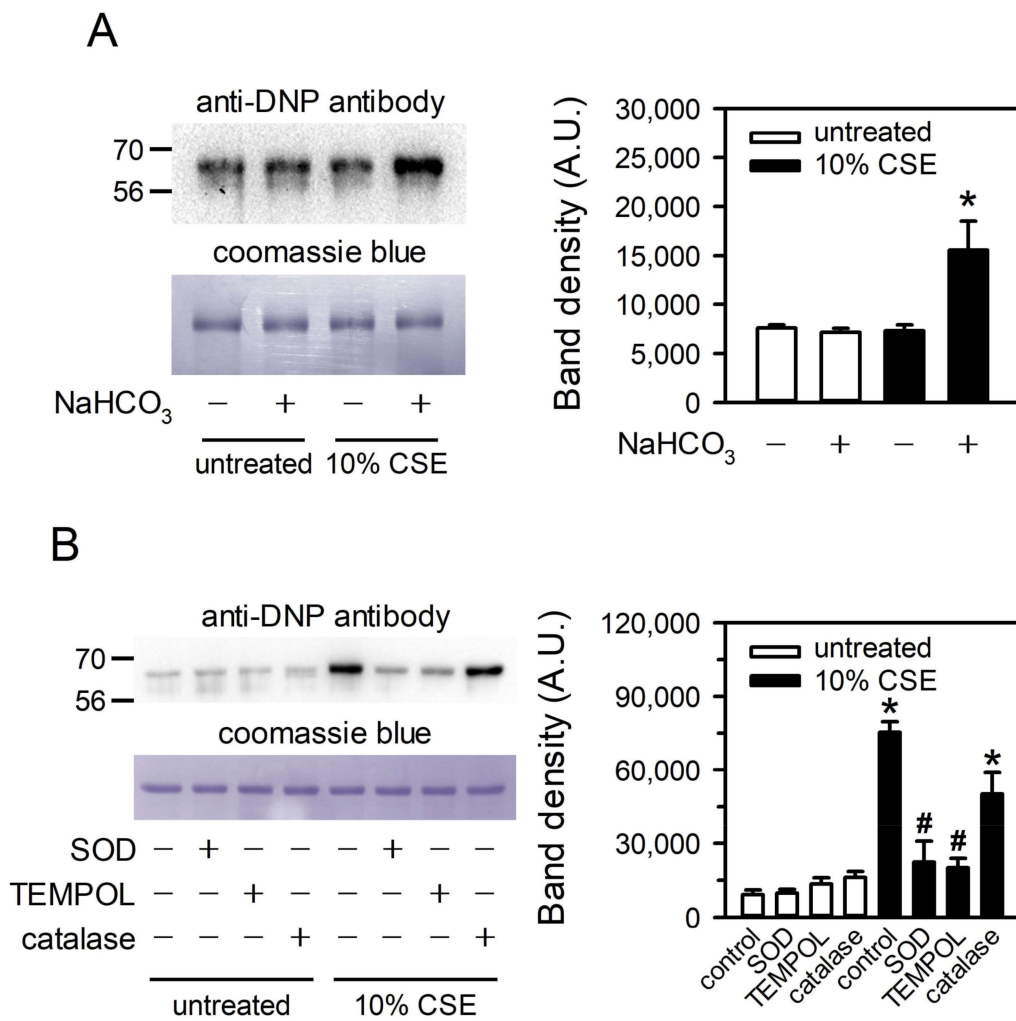 A
anti-DNP antibody
70
56
coomassie blue
NaHCO3 − + − +
untreated 10% CSE
Band density (A.U.)
30,000
25,000
20,000
15,000
10,000
5,000
0
untreated
10% CSE
*
NaHCO3 − + − +
B
anti-DNP antibody
70
56
coomassie blue
SOD − + − − − + − −
TEMPOL − − + − − − + −
catalase − − − + − − − +
untreated 10% CSE
Band density (A.U.)
120,000
90,000
60,000
30,000
0
untreated
10% CSE
* # # *
control SOD TEMPOL catalase control SOD TEMPOL catalase